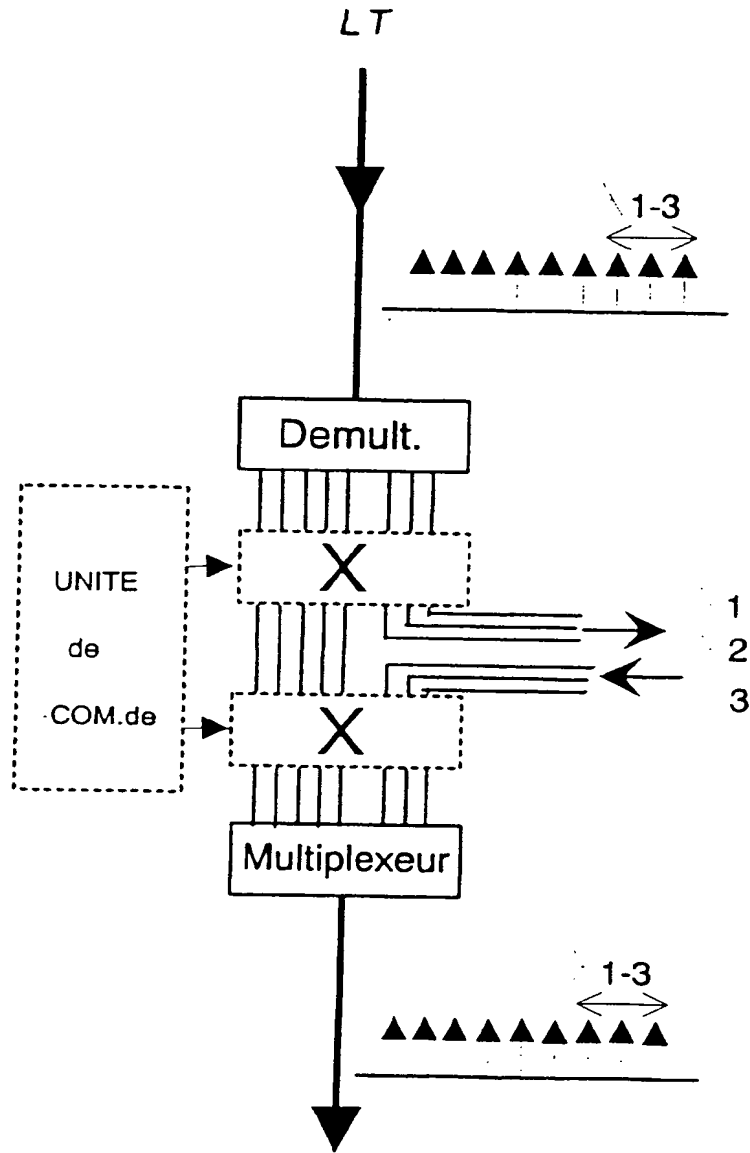 LT
1-3
Demult.
X
UNITE
de
COM.de
1
2
3
X
Multiplexeur
1-3